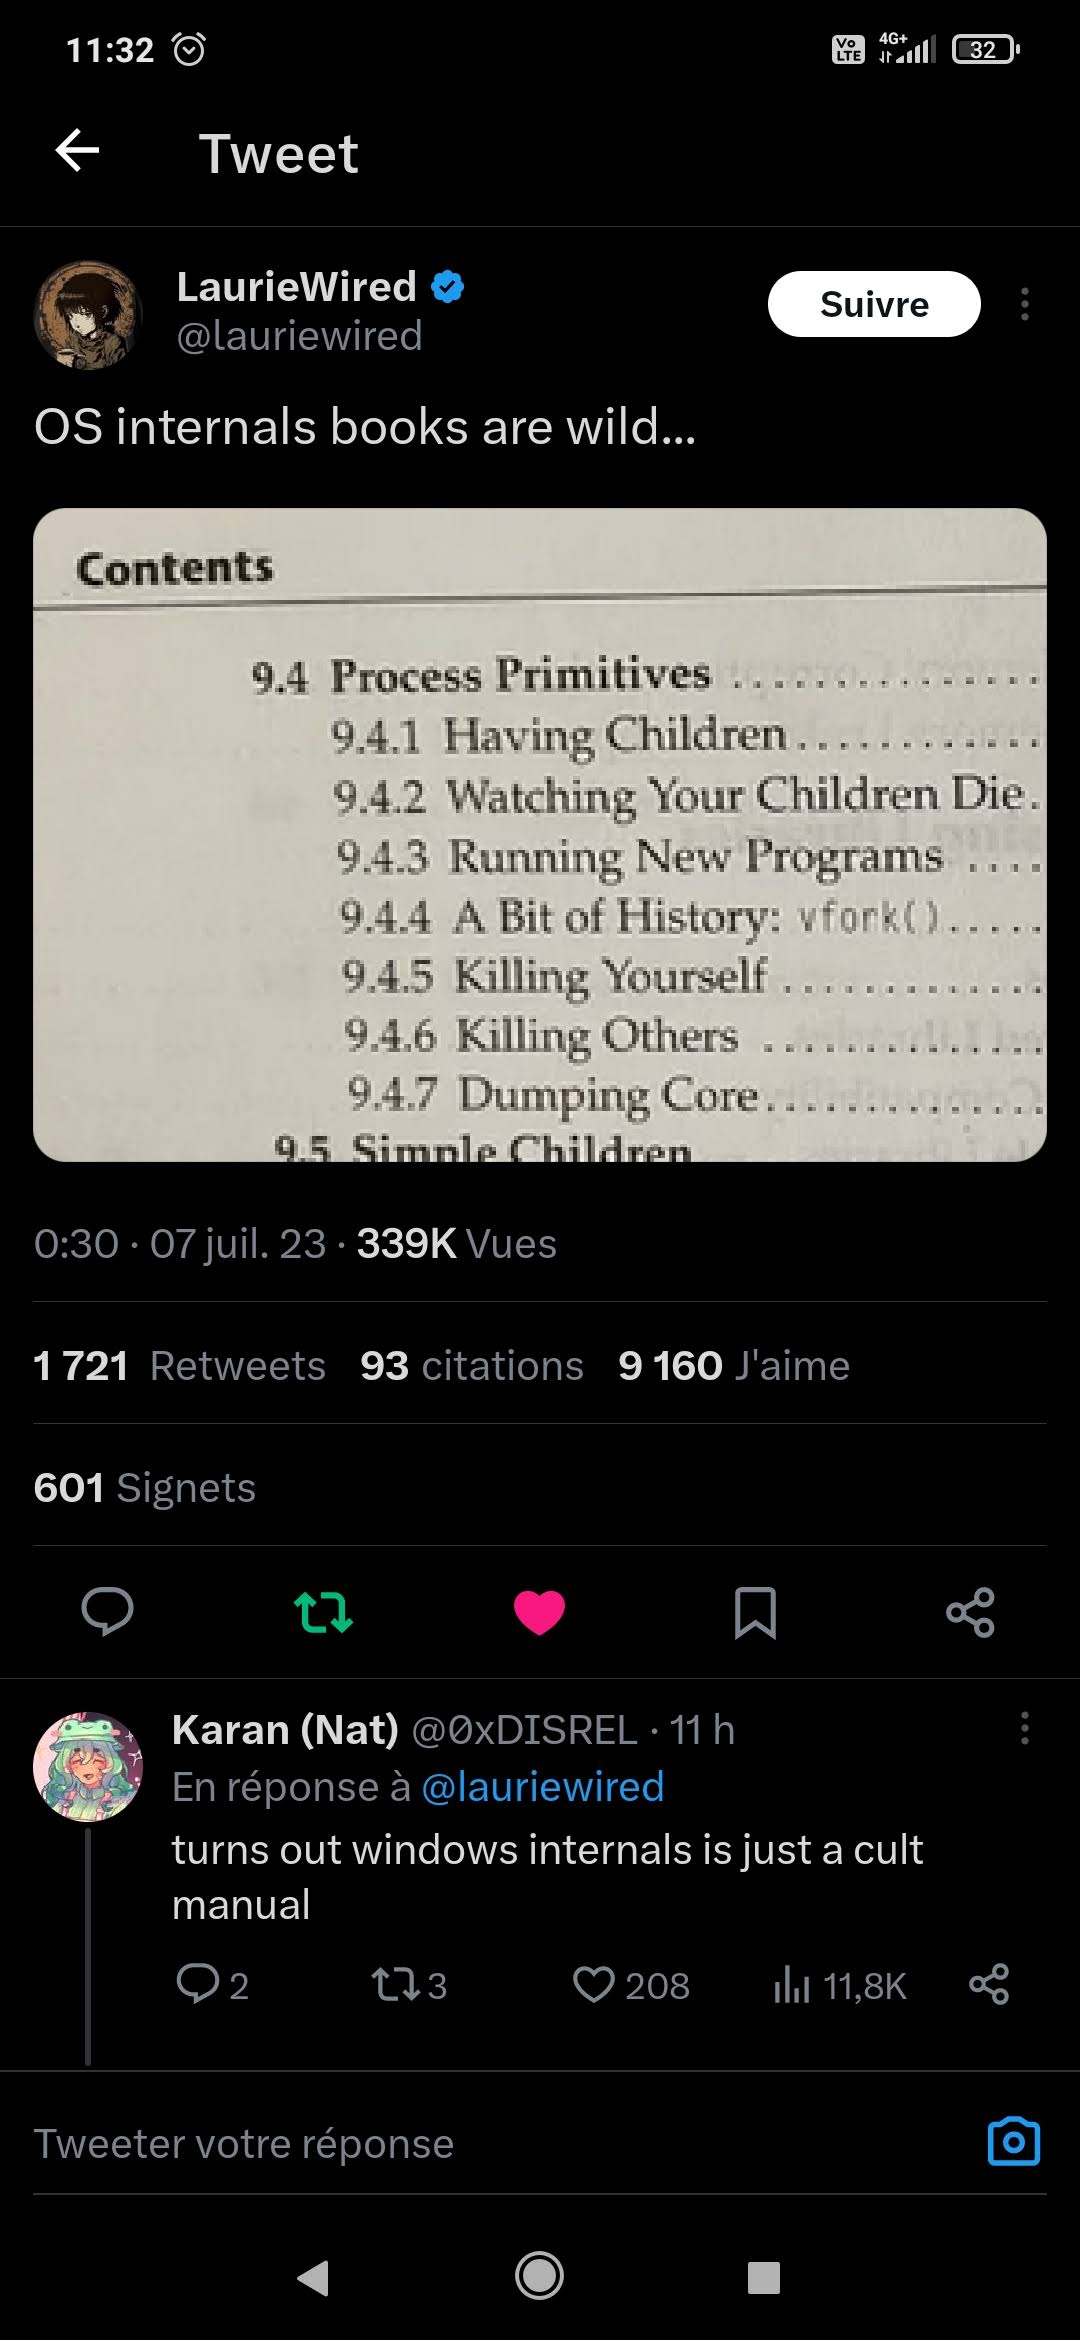 11:32
Vo LTE
4G+
32
Tweet
LaurieWired
@lauriewired
Suivre
OS internals books are wild...
Contents
9.4 Process Primitives ...............
9.4.1 Having Children............
9.4.2 Watching Your Children Die.
9.4.3 Running New Programs ....
9.4.4 A Bit of History: vfork().....
9.4.5 Killing Yourself .............
9.4.6 Killing Others ..............
9.4.7 Dumping Core..............
9.5 Simple Children
0:30 · 07 juil. 23 · 339K Vues
1 721 Retweets 93 citations 9 160 J'aime
601 Signets
Karan (Nat) @0xDISREL · 11 h
En réponse à @lauriewired
turns out windows internals is just a cult
manual
2 3 208 11,8K
Tweeter votre réponse